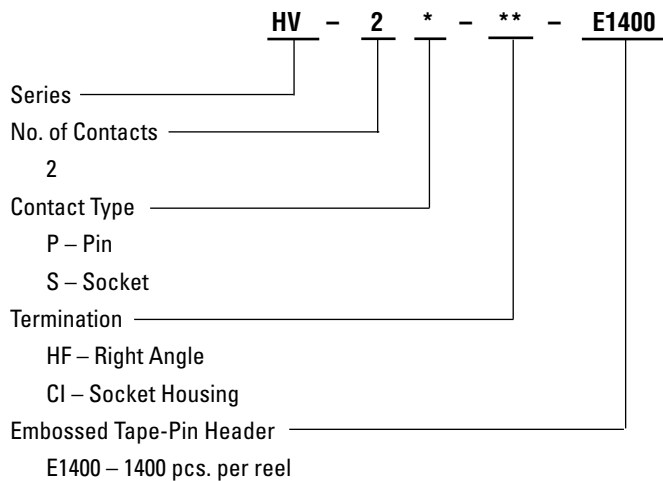 HV – 2 * – ** – E1400
Series
No. of Contacts
2
Contact Type
P – Pin
S – Socket
Termination
HF – Right Angle
CI – Socket Housing
Embossed Tape-Pin Header
E1400 – 1400 pcs. per reel